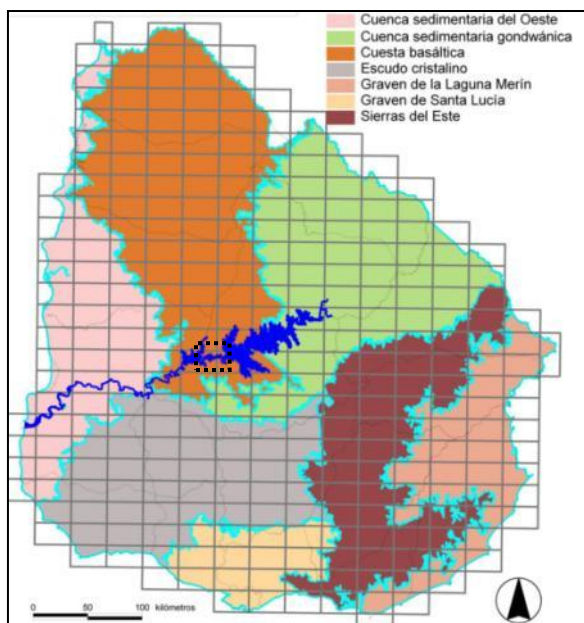 Cuenca sedimentaria del Oeste
Cuenca sedimentaria gondwánica
Cuesta basáltica
Escudo cristalino
Graven de la Laguna Merín
Graven de Santa Lucía
Sierras del Este
0 50 100 kilómtros